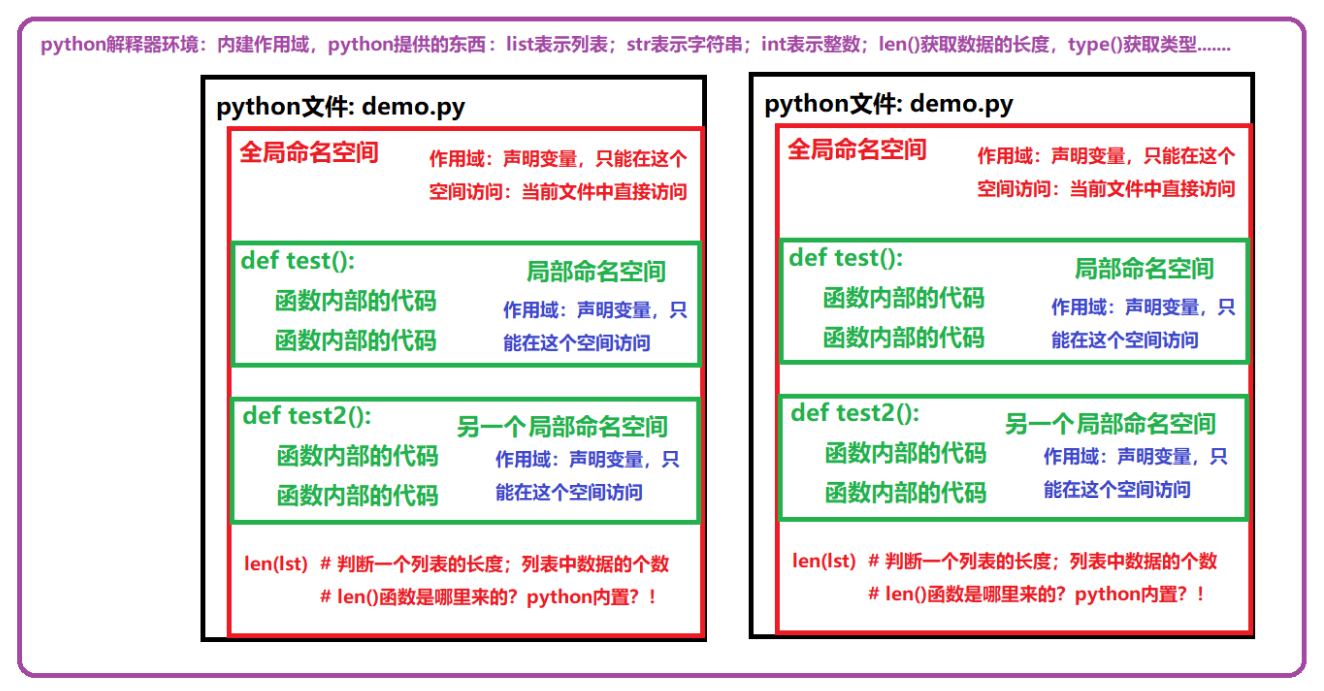 python解释器环境：内建作用域，python提供的东西：list表示列表；str表示字符串；int表示整数；len()获取数据的长度，type()获取类型.......
python文件: demo.py
全局命名空间
作用域：声明变量，只能在这个
空间访问：当前文件中直接访问
def test():
局部命名空间
函数内部的代码
作用域：声明变量，只
函数内部的代码
能在这个空间访问
def test2():
另一个局部命名空间
函数内部的代码
作用域：声明变量，只
函数内部的代码
能在这个空间访问
len(lst) # 判断一个列表的长度；列表中数据的个数
# len()函数是哪里来的？python内置？！
python文件: demo.py
全局命名空间
作用域：声明变量，只能在这个
空间访问：当前文件中直接访问
def test():
局部命名空间
函数内部的代码
作用域：声明变量，只
函数内部的代码
能在这个空间访问
def test2():
另一个局部命名空间
函数内部的代码
作用域：声明变量，只
函数内部的代码
能在这个空间访问
len(lst) # 判断一个列表的长度；列表中数据的个数
# len()函数是哪里来的？python内置？！